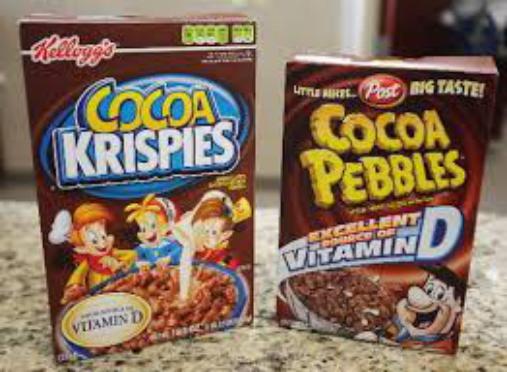 Kellogg's
COCOA
KRISPIES
VITAMIN D
LITTLE BITES...
Post
BIG TASTE!
COCOA
PEBBLES
EXCELLENT
SOURCE OF
VITAMIN D